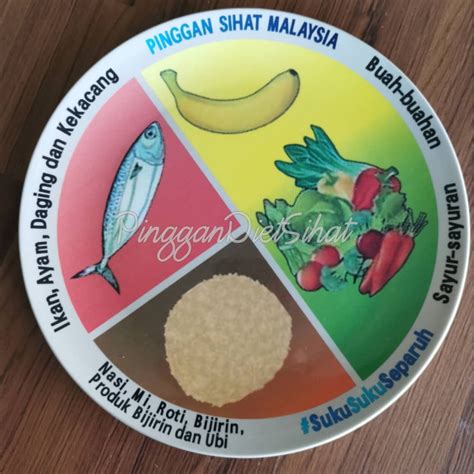 PINGGAN SIHAT MALAYSIA
Buah-buahan
Sayur-sayuran
#SukuSukuSeparuh
Ikan, Ayam, Daging dan Kekacang
Nasi, Mi, Roti, Bijirin,
Produk Bijirin dan Ubi
PingganDietSihat